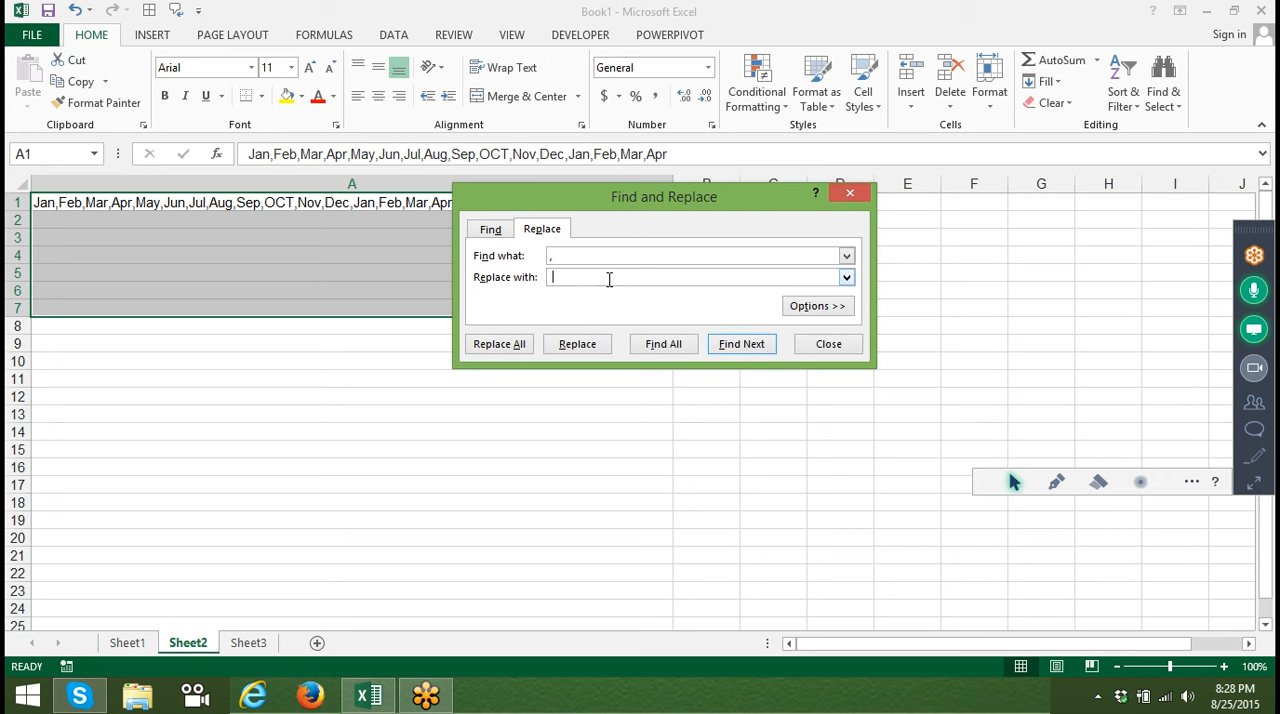 Book1 - Microsoft Excel
?
FILE HOME INSERT PAGE LAYOUT FORMULAS DATA REVIEW VIEW DEVELOPER POWERPIVOT Sign in
Paste Cut Copy Format Painter
Arial 11
B I U A
Wrap Text
Merge & Center
General
$ % ,
Conditional Formatting
Format as Table
Cell Styles
Insert Delete Format
AutoSum
Fill
Clear
Sort & Filter
Find & Select
Clipboard Font Alignment Number Styles Cells Editing
A1 fx Jan,Feb,Mar,Apr,May,Jun,Jul,Aug,Sep,OCT,Nov,Dec,Jan,Feb,Mar,Apr
A E F G H I J
1 Jan,Feb,Mar,Apr,May,Jun,Jul,Aug,Sep,OCT,Nov,Dec,Jan,Feb,Mar,Apr
2
3
4
5
6
7
8
9
10
11
12
13
14
15
16
17
18
19
20
21
22
23
24
25
Find and Replace ?
Find Replace
Find what: ,
Replace with:
Options >>
Replace All Replace Find All Find Next Close
... ?
Sheet1 Sheet2 Sheet3
READY 100%
8:28 PM
8/25/2015